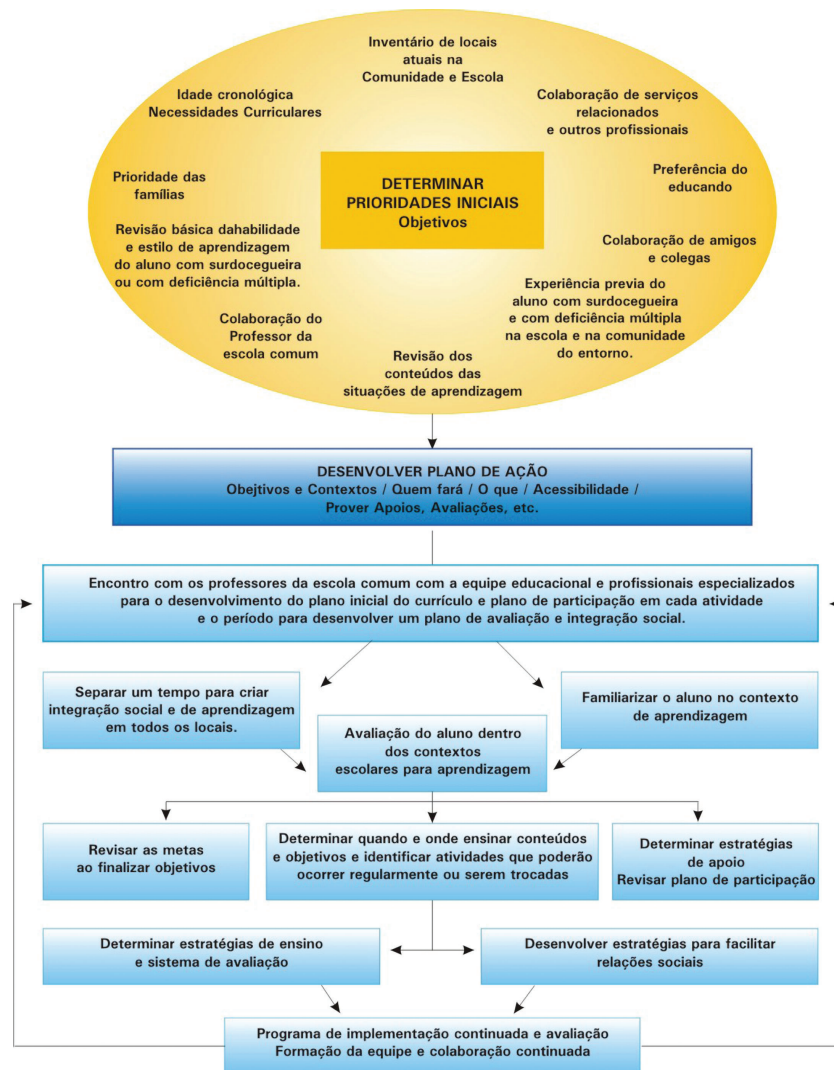 Inventário de locais
atuais na
Comunidade e Escola
Idade cronológica
Necessidades Curriculares
Colaboração de serviços
relacionados
e outros profissionais
Prioridade das
famílias
DETERMINAR
PRIORIDADES INICIAIS
Objetivos
Preferência do
educando
Revisão básica dahabilidade
e estilo de aprendizagem
do aluno com surdocegueira
ou com deficiência múltipla.
Colaboração de amigos
e colegas
Experiência previa do
aluno com surdocegueira
e com deficiência múltipla
na escola e na comunidade
do entorno.
Colaboração do
Professor da
escola comum
Revisão dos
conteúdos das
situações de aprendizagem
DESENVOLVER PLANO DE AÇÃO
Obejtivos e Contextos / Quem fará / O que / Acessibilidade /
Prover Apoios, Avaliações, etc.
Encontro com os professores da escola comum com a equipe educacional e profissionais especializados
para o desenvolvimento do plano inicial do currículo e plano de participação em cada atividade
e o período para desenvolver um plano de avaliação e integração social.
Separar um tempo para criar
integração social e de aprendizagem
em todos os locais.
Familiarizar o aluno no contexto
de aprendizagem
Avaliação do aluno dentro
dos contextos
escolares para aprendizagem
Revisar as metas
ao finalizar objetivos
Determinar quando e onde ensinar conteúdos
e objetivos e identificar atividades que poderão
ocorrer regularmente ou serem trocadas
Determinar estratégias
de apoio
Revisar plano de participação
Determinar estratégias de ensino
e sistema de avaliação
Desenvolver estratégias para facilitar
relações sociais
Programa de implementação continuada e avaliação
Formação da equipe e colaboração continuada